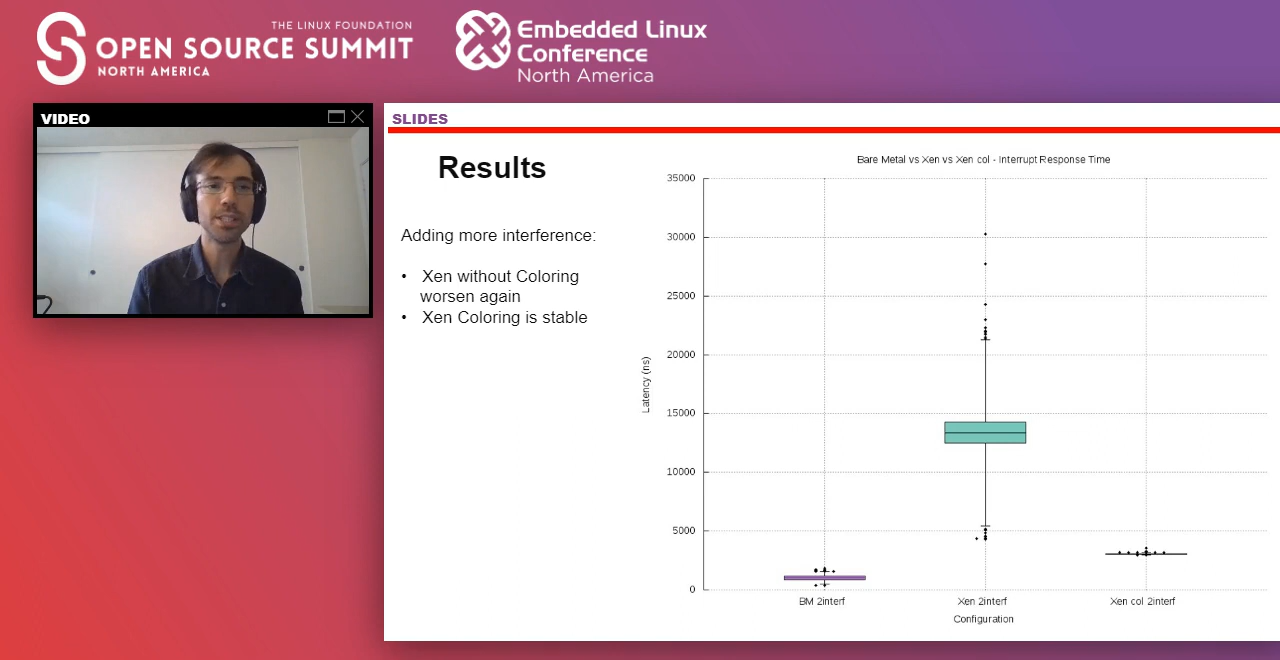 THE LINUX FOUNDATION
OPEN SOURCE SUMMIT
NORTH AMERICA
Embedded Linux
Conference
North America
VIDEO
SLIDES
Results
Adding more interference:
• Xen without Coloring
worsen again
• Xen Coloring is stable
Bare Metal vs Xen vs Xen col - Interrupt Response Time
35000
30000
25000
20000
15000
10000
5000
0
Latency (ns)
BM 2interf
Xen 2interf
Xen col 2interf
Configuration